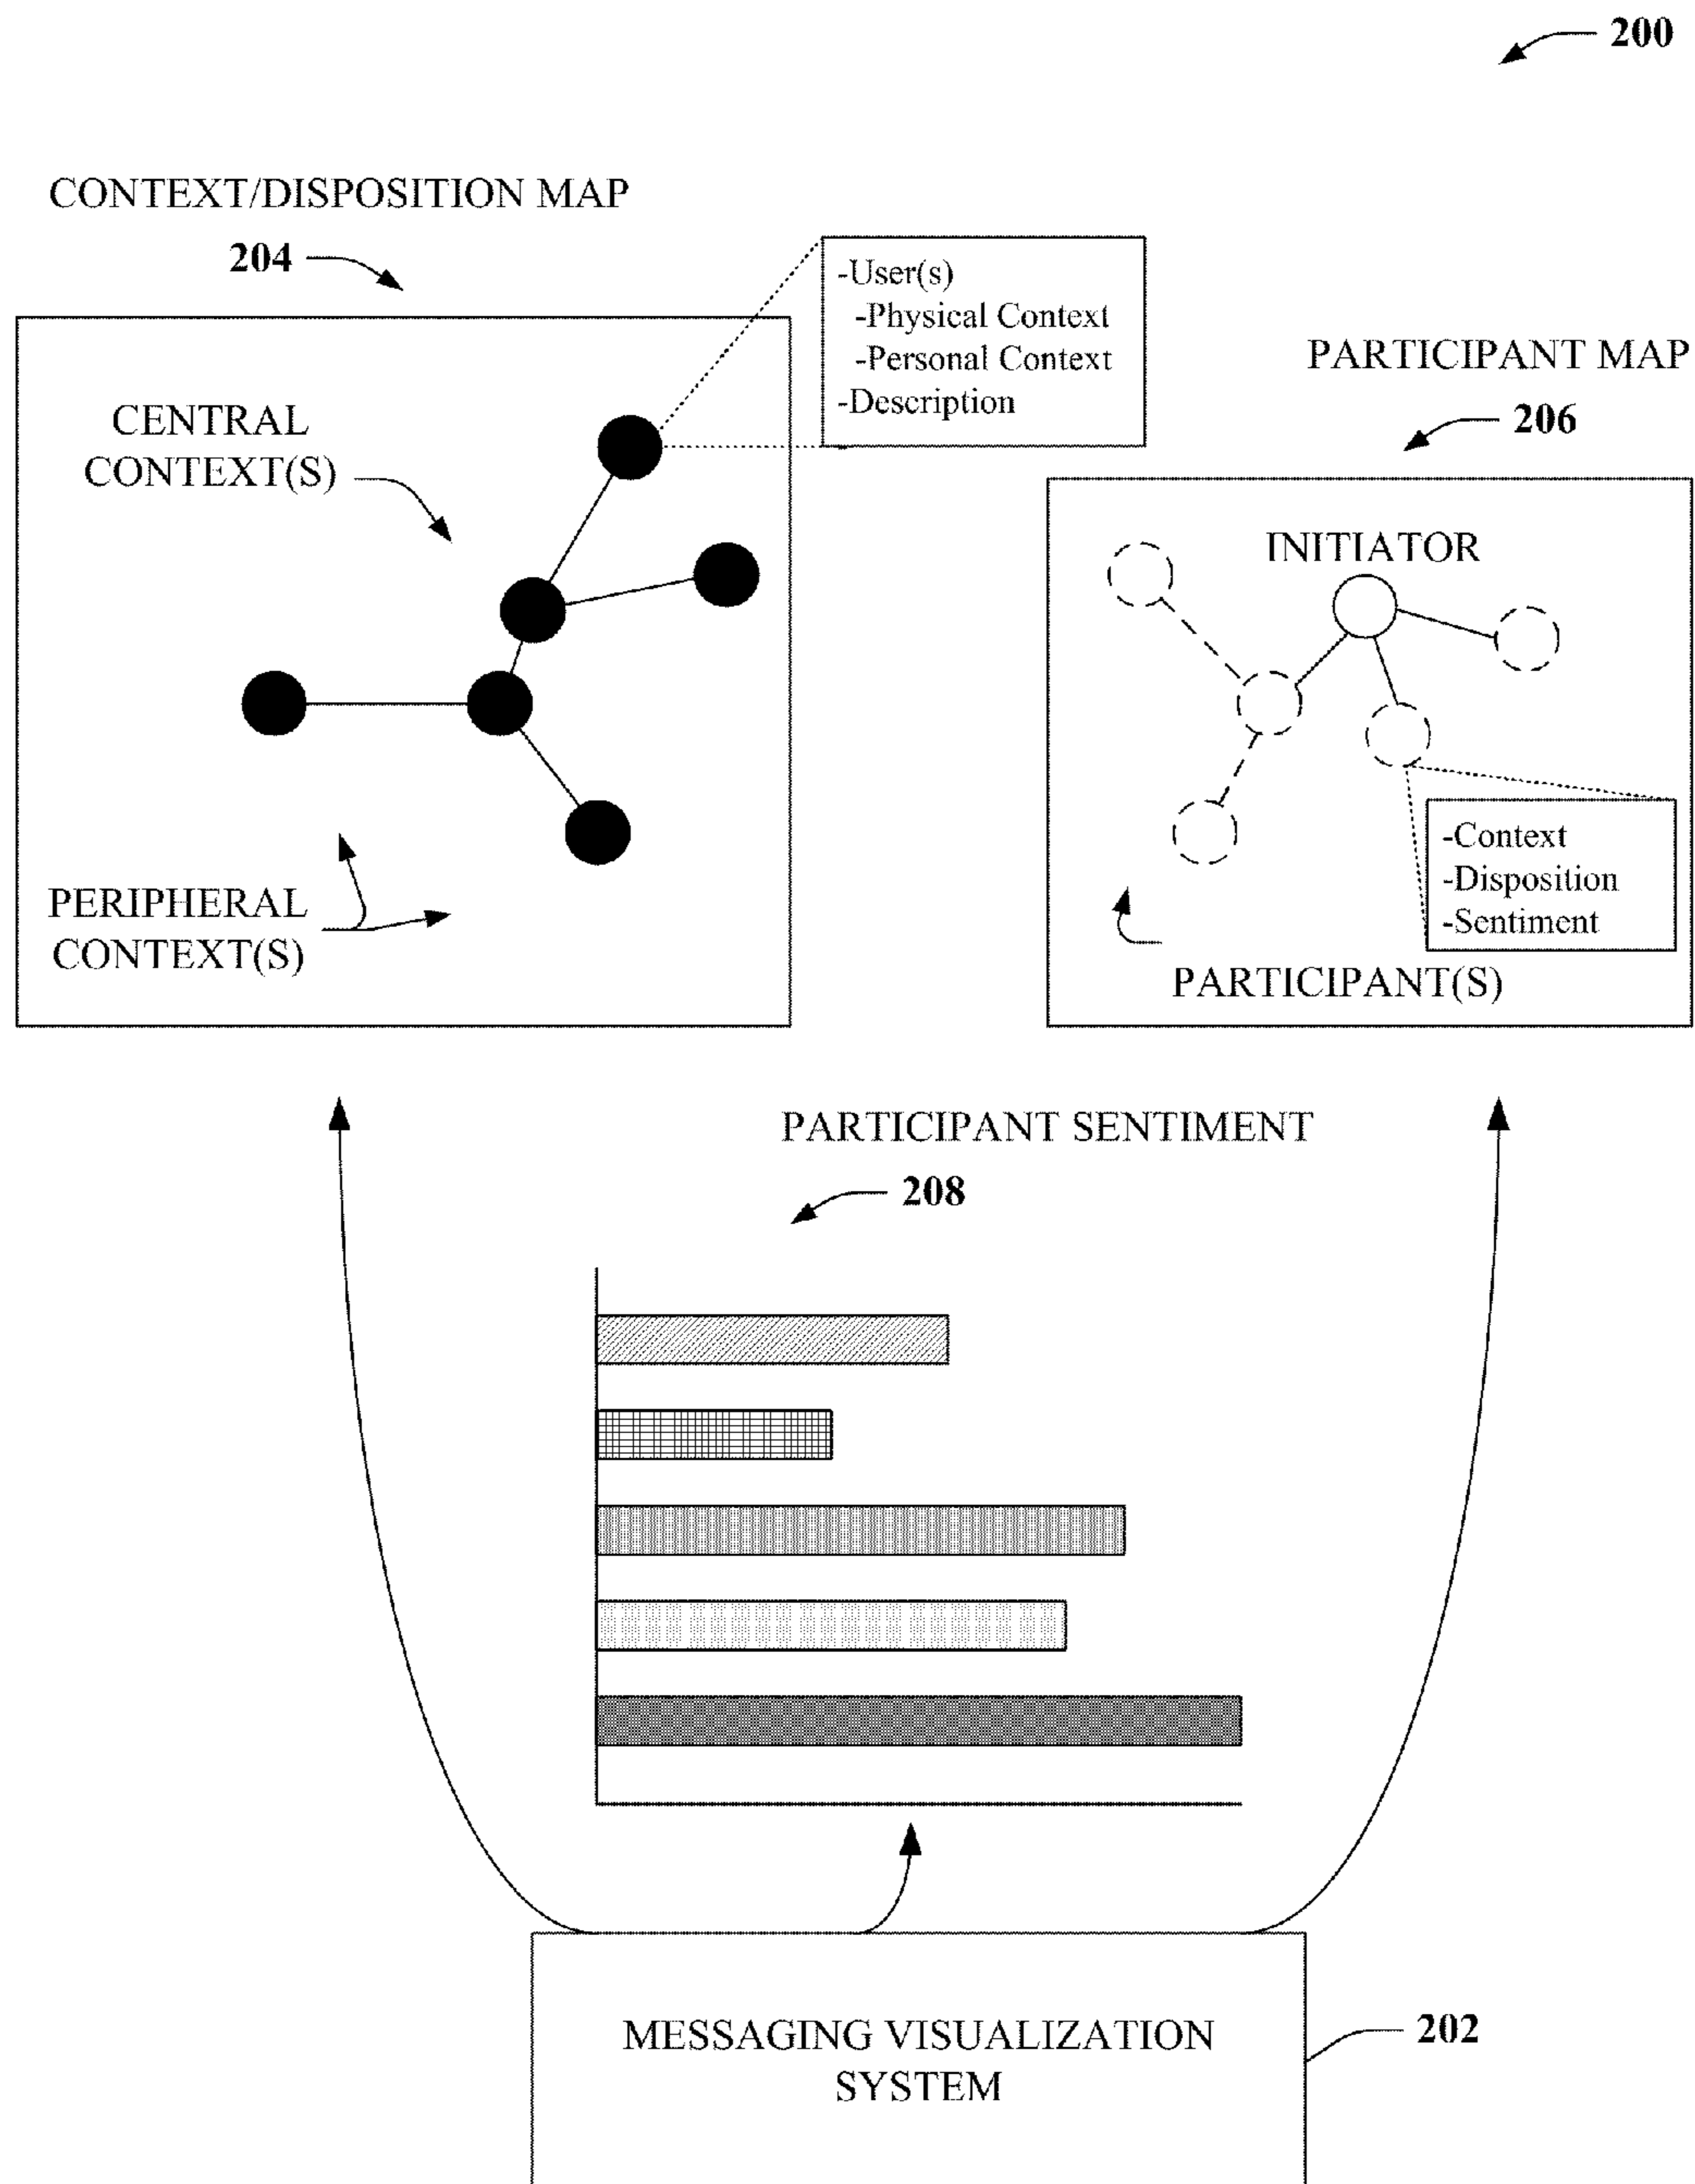 200
CONTEXT/DISPOSITION MAP
204
-User(s)
-Physical Context
-Personal Context
-Description
CENTRAL
CONTEXT(S)
PERIPHERAL
CONTEXT(S)
PARTICIPANT MAP
206
INITIATOR
-Context
-Disposition
-Sentiment
PARTICIPANT(S)
PARTICIPANT SENTIMENT
208
MESSAGING VISUALIZATION
SYSTEM
202